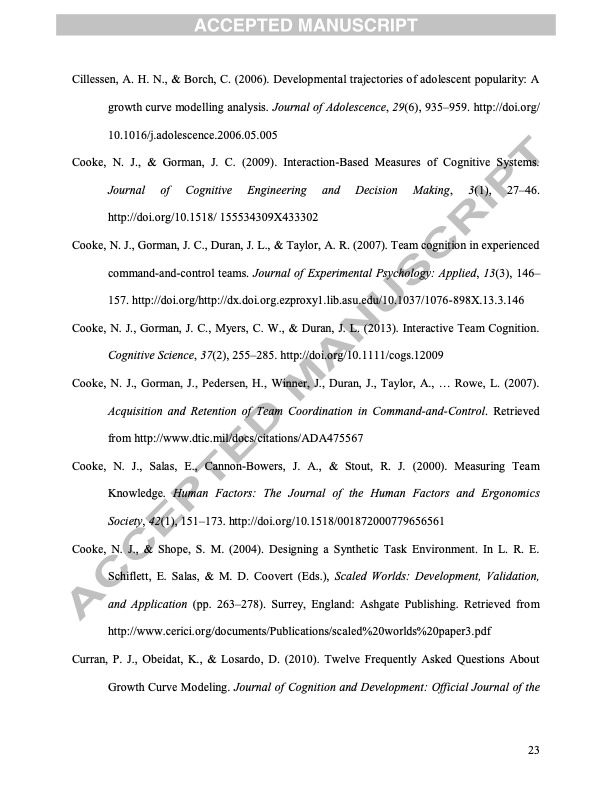 ACCEPTED MANUSCRIPT
Cillessen, A. H. N., & Borch, C. (2006). Developmental trajectories of adolescent popularity: A
growth curve modelling analysis. Journal of Adolescence, 29(6), 935–959. http://doi.org/
10.1016/j.adolescence.2006.05.005
Cooke, N. J., & Gorman, J. C. (2009). Interaction-Based Measures of Cognitive Systems.
Journal of Cognitive Engineering and Decision Making, 3(1), 27–46.
http://doi.org/10.1518/ 155534309X433302
Cooke, N. J., Gorman, J. C., Duran, J. L., & Taylor, A. R. (2007). Team cognition in experienced
command-and-control teams. Journal of Experimental Psychology: Applied, 13(3), 146–
157. http://doi.org/http://dx.doi.org.ezproxy1.lib.asu.edu/10.1037/1076-898X.13.3.146
Cooke, N. J., Gorman, J. C., Myers, C. W., & Duran, J. L. (2013). Interactive Team Cognition.
Cognitive Science, 37(2), 255–285. http://doi.org/10.1111/cogs.12009
Cooke, N. J., Gorman, J., Pedersen, H., Winner, J., Duran, J., Taylor, A., … Rowe, L. (2007).
Acquisition and Retention of Team Coordination in Command-and-Control. Retrieved
from http://www.dtic.mil/docs/citations/ADA475567
Cooke, N. J., Salas, E., Cannon-Bowers, J. A., & Stout, R. J. (2000). Measuring Team
Knowledge. Human Factors: The Journal of the Human Factors and Ergonomics
Society, 42(1), 151–173. http://doi.org/10.1518/001872000779656561
Cooke, N. J., & Shope, S. M. (2004). Designing a Synthetic Task Environment. In L. R. E.
Schiflett, E. Salas, & M. D. Coovert (Eds.), Scaled Worlds: Development, Validation,
and Application (pp. 263–278). Surrey, England: Ashgate Publishing. Retrieved from
http://www.cerici.org/documents/Publications/scaled%20worlds%20paper3.pdf
Curran, P. J., Obeidat, K., & Losardo, D. (2010). Twelve Frequently Asked Questions About
Growth Curve Modeling. Journal of Cognition and Development: Official Journal of the
ACCEPTED MANUSCRIPT
23